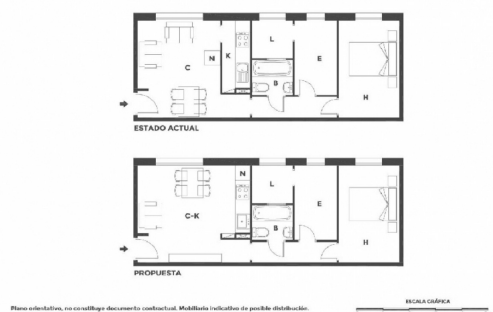 L
K
N
C
E
B
H
ESTADO ACTUAL
N
L
C-K
E
B
H
PROPUESTA
ESCALA GRÁFICA
Plano orientativo, no constituye documento contractual. Mobiliario indicativo de posible distribución.